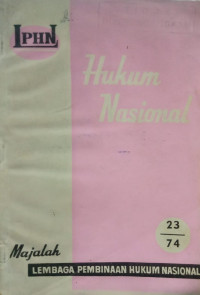 LPHN
Hukum
Nasional
23
74
Majalah
LEMBAGA PEMBINAAN HUKUM NASIONAL